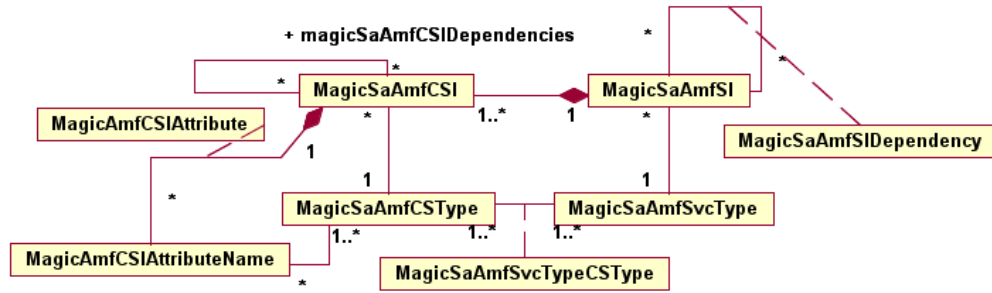 + magicSaAmfCSIDependencies
*
*
*
*
MagicSaAmfCSI
MagicSaAmfSI
1..*
1
*
*
MagicAmfCSIAttribute
1
MagicSaAmfSIDependency
*
1
1
MagicSaAmfCSType
MagicSaAmfSvcType
1..*
1..*
1..*
MagicAmfCSIAttributeName
*
MagicSaAmfSvcTypeCSType